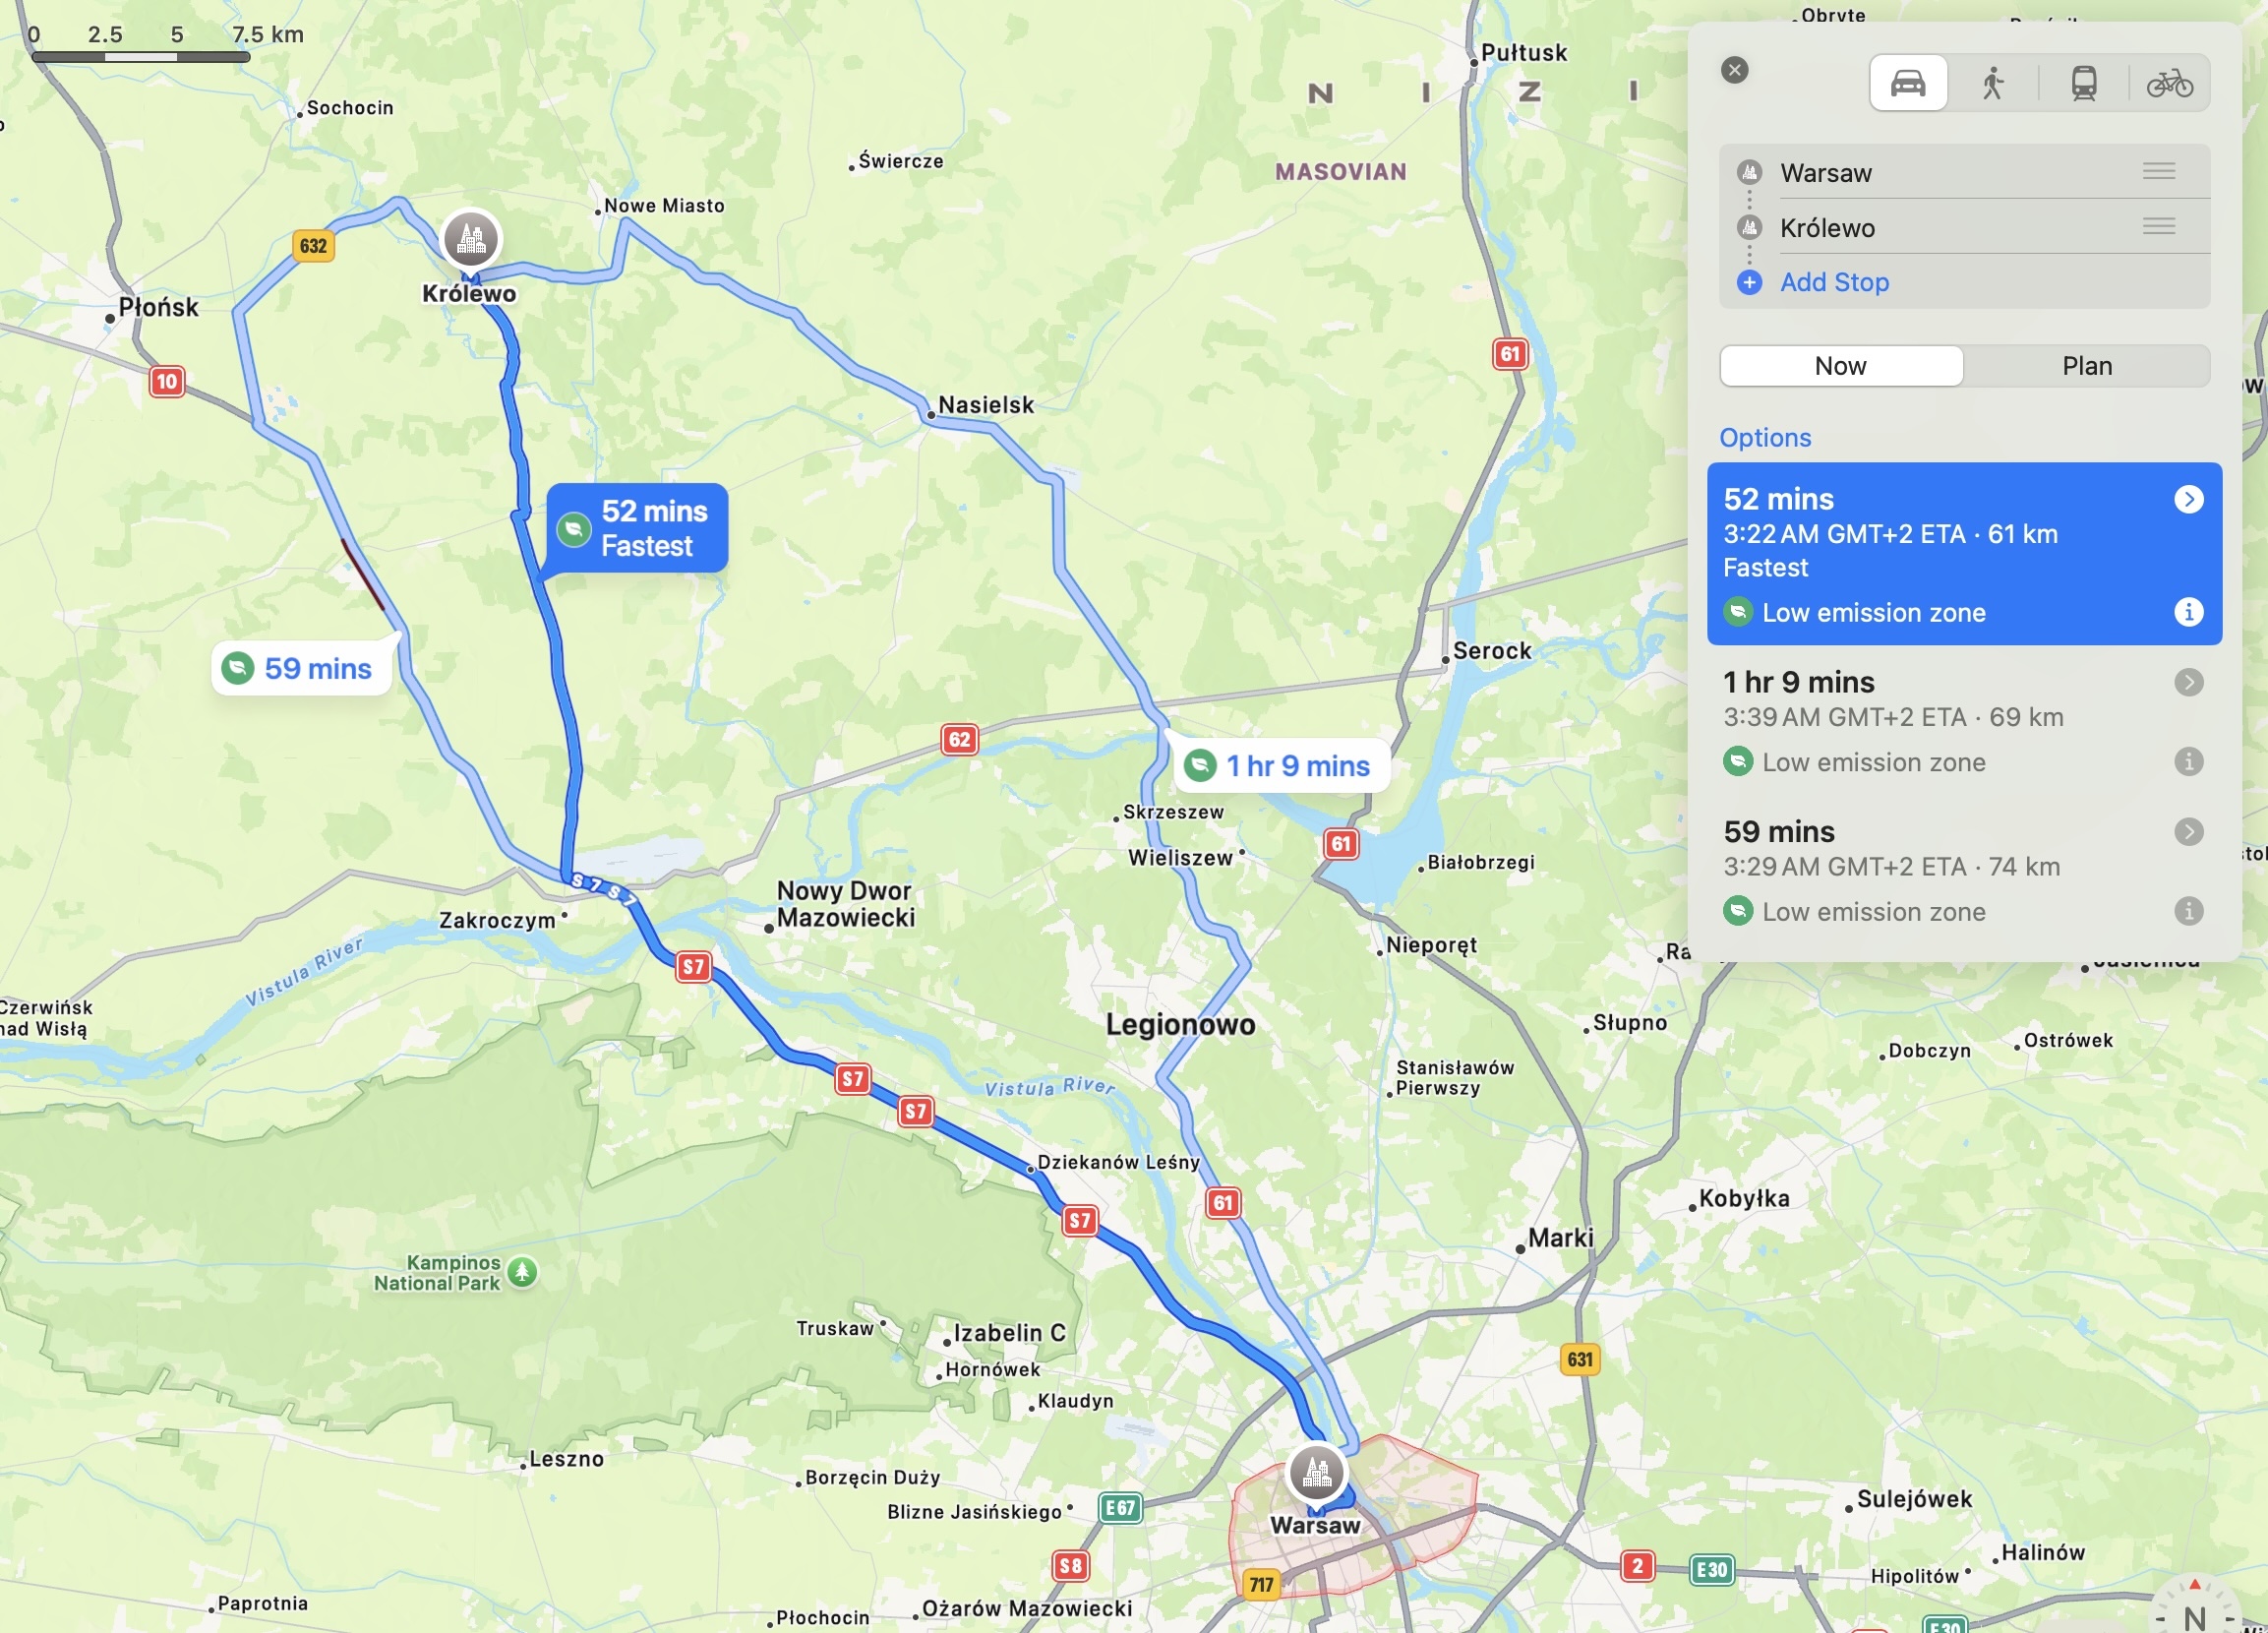 0 2.5 5 7.5 km
Obryte
Pułtusk
Sochocin
N I Z I
Świercze
MASOVIAN
Nowe Miasto
632
Królewo
Płońsk
10
61
Nasielsk
52 mins
Fastest
59 mins
Serock
62
1 hr 9 mins
Skrzeszew
Wieliszew
61
Białobrzegi
S 7 S 7
Nowy Dwor
Mazowiecki
Zakroczym
Vistula River
S7
Nieporęt
Czerwińsk
nad Wisłą
Legionowo
Słupno
Ostrówek
Dobczyn
Stanisławów
Pierwszy
S7
Vistula River
S7
Dziekanów Leśny
61
Kobyłka
S7
Marki
Kampinos
National Park
Truskaw
Izabelin C
Hornówek
631
Klaudyn
Leszno
Borzęcin Duży
Blizne Jasińskiego
E67
Warsaw
Sulejówek
S8
717
2
E30
Halinów
Hipolitów
Paprotnia
Płochocin
Ożarów Mazowiecki
E30
N
Warsaw
Królewo
Add Stop
Now Plan
Options
52 mins
3:22 AM GMT+2 ETA · 61 km
Fastest
Low emission zone
1 hr 9 mins
3:39 AM GMT+2 ETA · 69 km
Low emission zone
59 mins
3:29 AM GMT+2 ETA · 74 km
Low emission zone